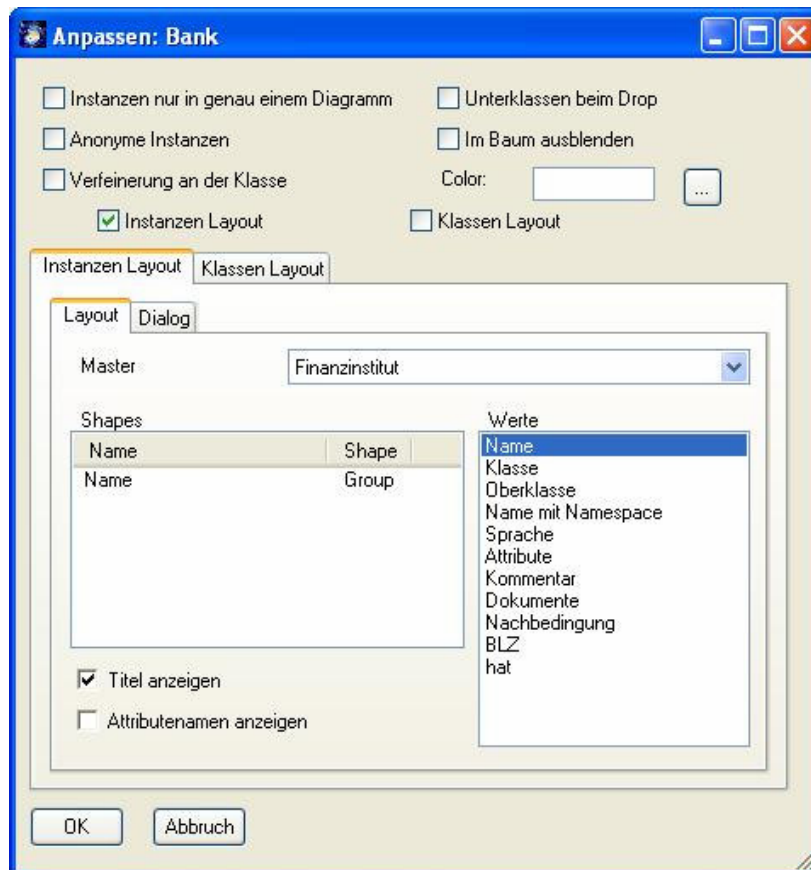 Anpassen: Bank
Instanzen nur in genau einem Diagramm
Unterklassen beim Drop
Anonyme Instanzen
Im Baum ausblenden
Verfeinerung an der Klasse
Color:
...
Instanzen Layout
Klassen Layout
Instanzen Layout
Klassen Layout
Layout
Dialog
Master
Finanzinstitut
Shapes
Name Shape
Name Group
Werte
Name
Klasse
Oberklasse
Name mit Namespace
Sprache
Attribute
Kommentar
Dokumente
Nachbedingung
BLZ
hat
Titel anzeigen
Attributenamen anzeigen
OK
Abbruch